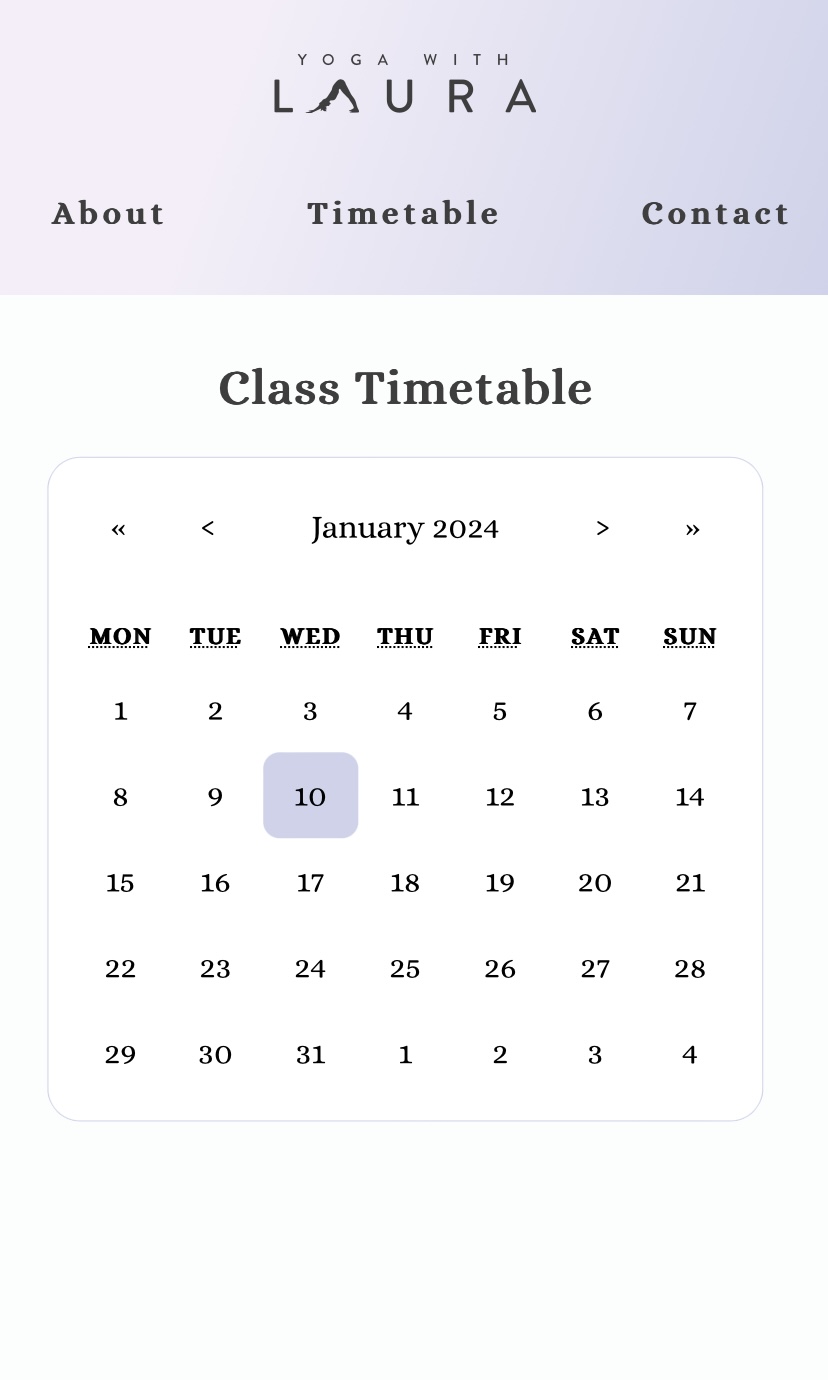 YOGA WITH
LAURA
About Timetable Contact
Class Timetable
« < January 2024 > »
MON TUE WED THU FRI SAT SUN
1 2 3 4 5 6 7
8 9 10 11 12 13 14
15 16 17 18 19 20 21
22 23 24 25 26 27 28
29 30 31 1 2 3 4